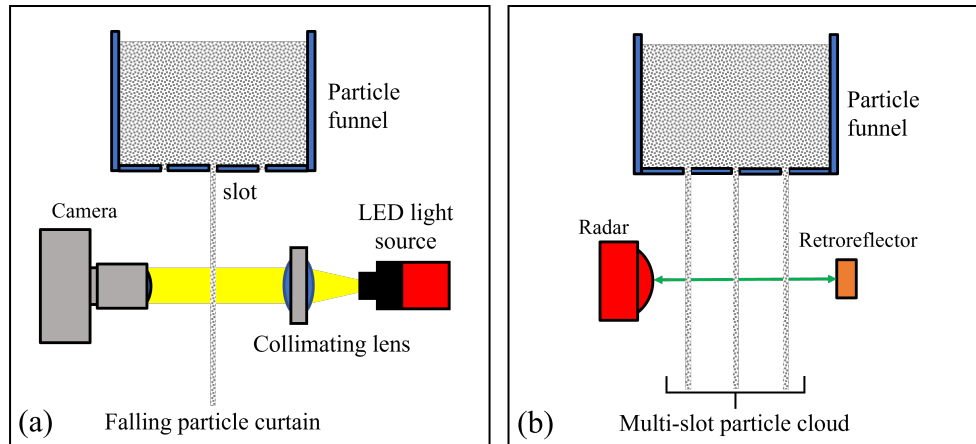 Particle
funnel
slot
Camera
LED light
source
Collimating lens
(a)
Falling particle curtain
Particle
funnel
Radar
Retroreflector
(b)
Multi-slot particle cloud